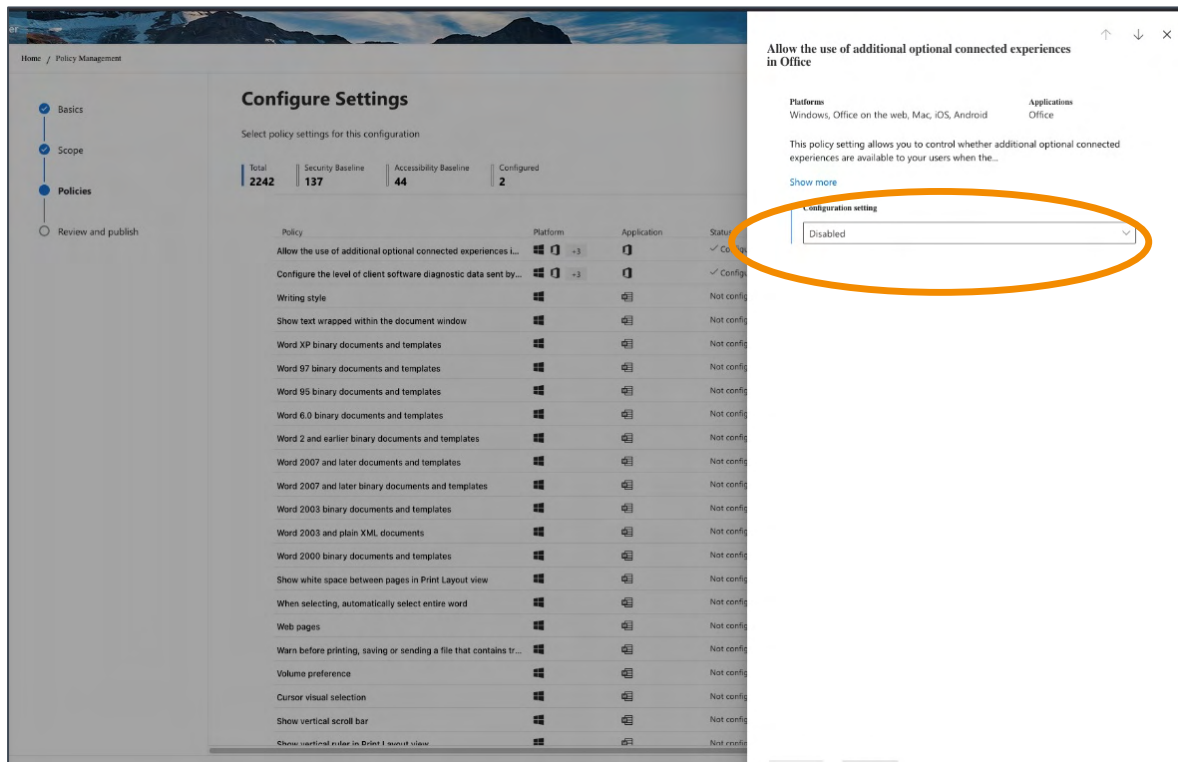 er
Home / Policy Management
Basics
Scope
Policies
Review and publish
Configure Settings
Select policy settings for this configuration
Total
2242
Security Baseline
137
Accessibility Baseline
44
Configured
2
Policy Platform Application Status
Allow the use of additional optional connected experiences i... +3
Configure the level of client software diagnostic data sent by... +3
Writing style Not config
Show text wrapped within the document window Not config
Word XP binary documents and templates Not config
Word 97 binary documents and templates Not config
Word 95 binary documents and templates Not config
Word 6.0 binary documents and templates Not config
Word 2 and earlier binary documents and templates Not config
Word 2007 and later documents and templates Not config
Word 2007 and later binary documents and templates Not config
Word 2003 binary documents and templates Not config
Word 2003 and plain XML documents Not config
Word 2000 binary documents and templates Not config
Show white space between pages in Print Layout view Not config
When selecting, automatically select entire word Not config
Web pages Not config
Warn before printing, saving or sending a file that contains tr... Not config
Volume preference Not config
Cursor visual selection Not config
Show vertical scroll bar Not config
Show vertical ruler in Print Layout view Not config
Allow the use of additional optional connected experiences
in Office
Platforms
Windows, Office on the web, Mac, iOS, Android
Applications
Office
This policy setting allows you to control whether additional optional connected
experiences are available to your users when the...
Show more
Configuration setting
Disabled